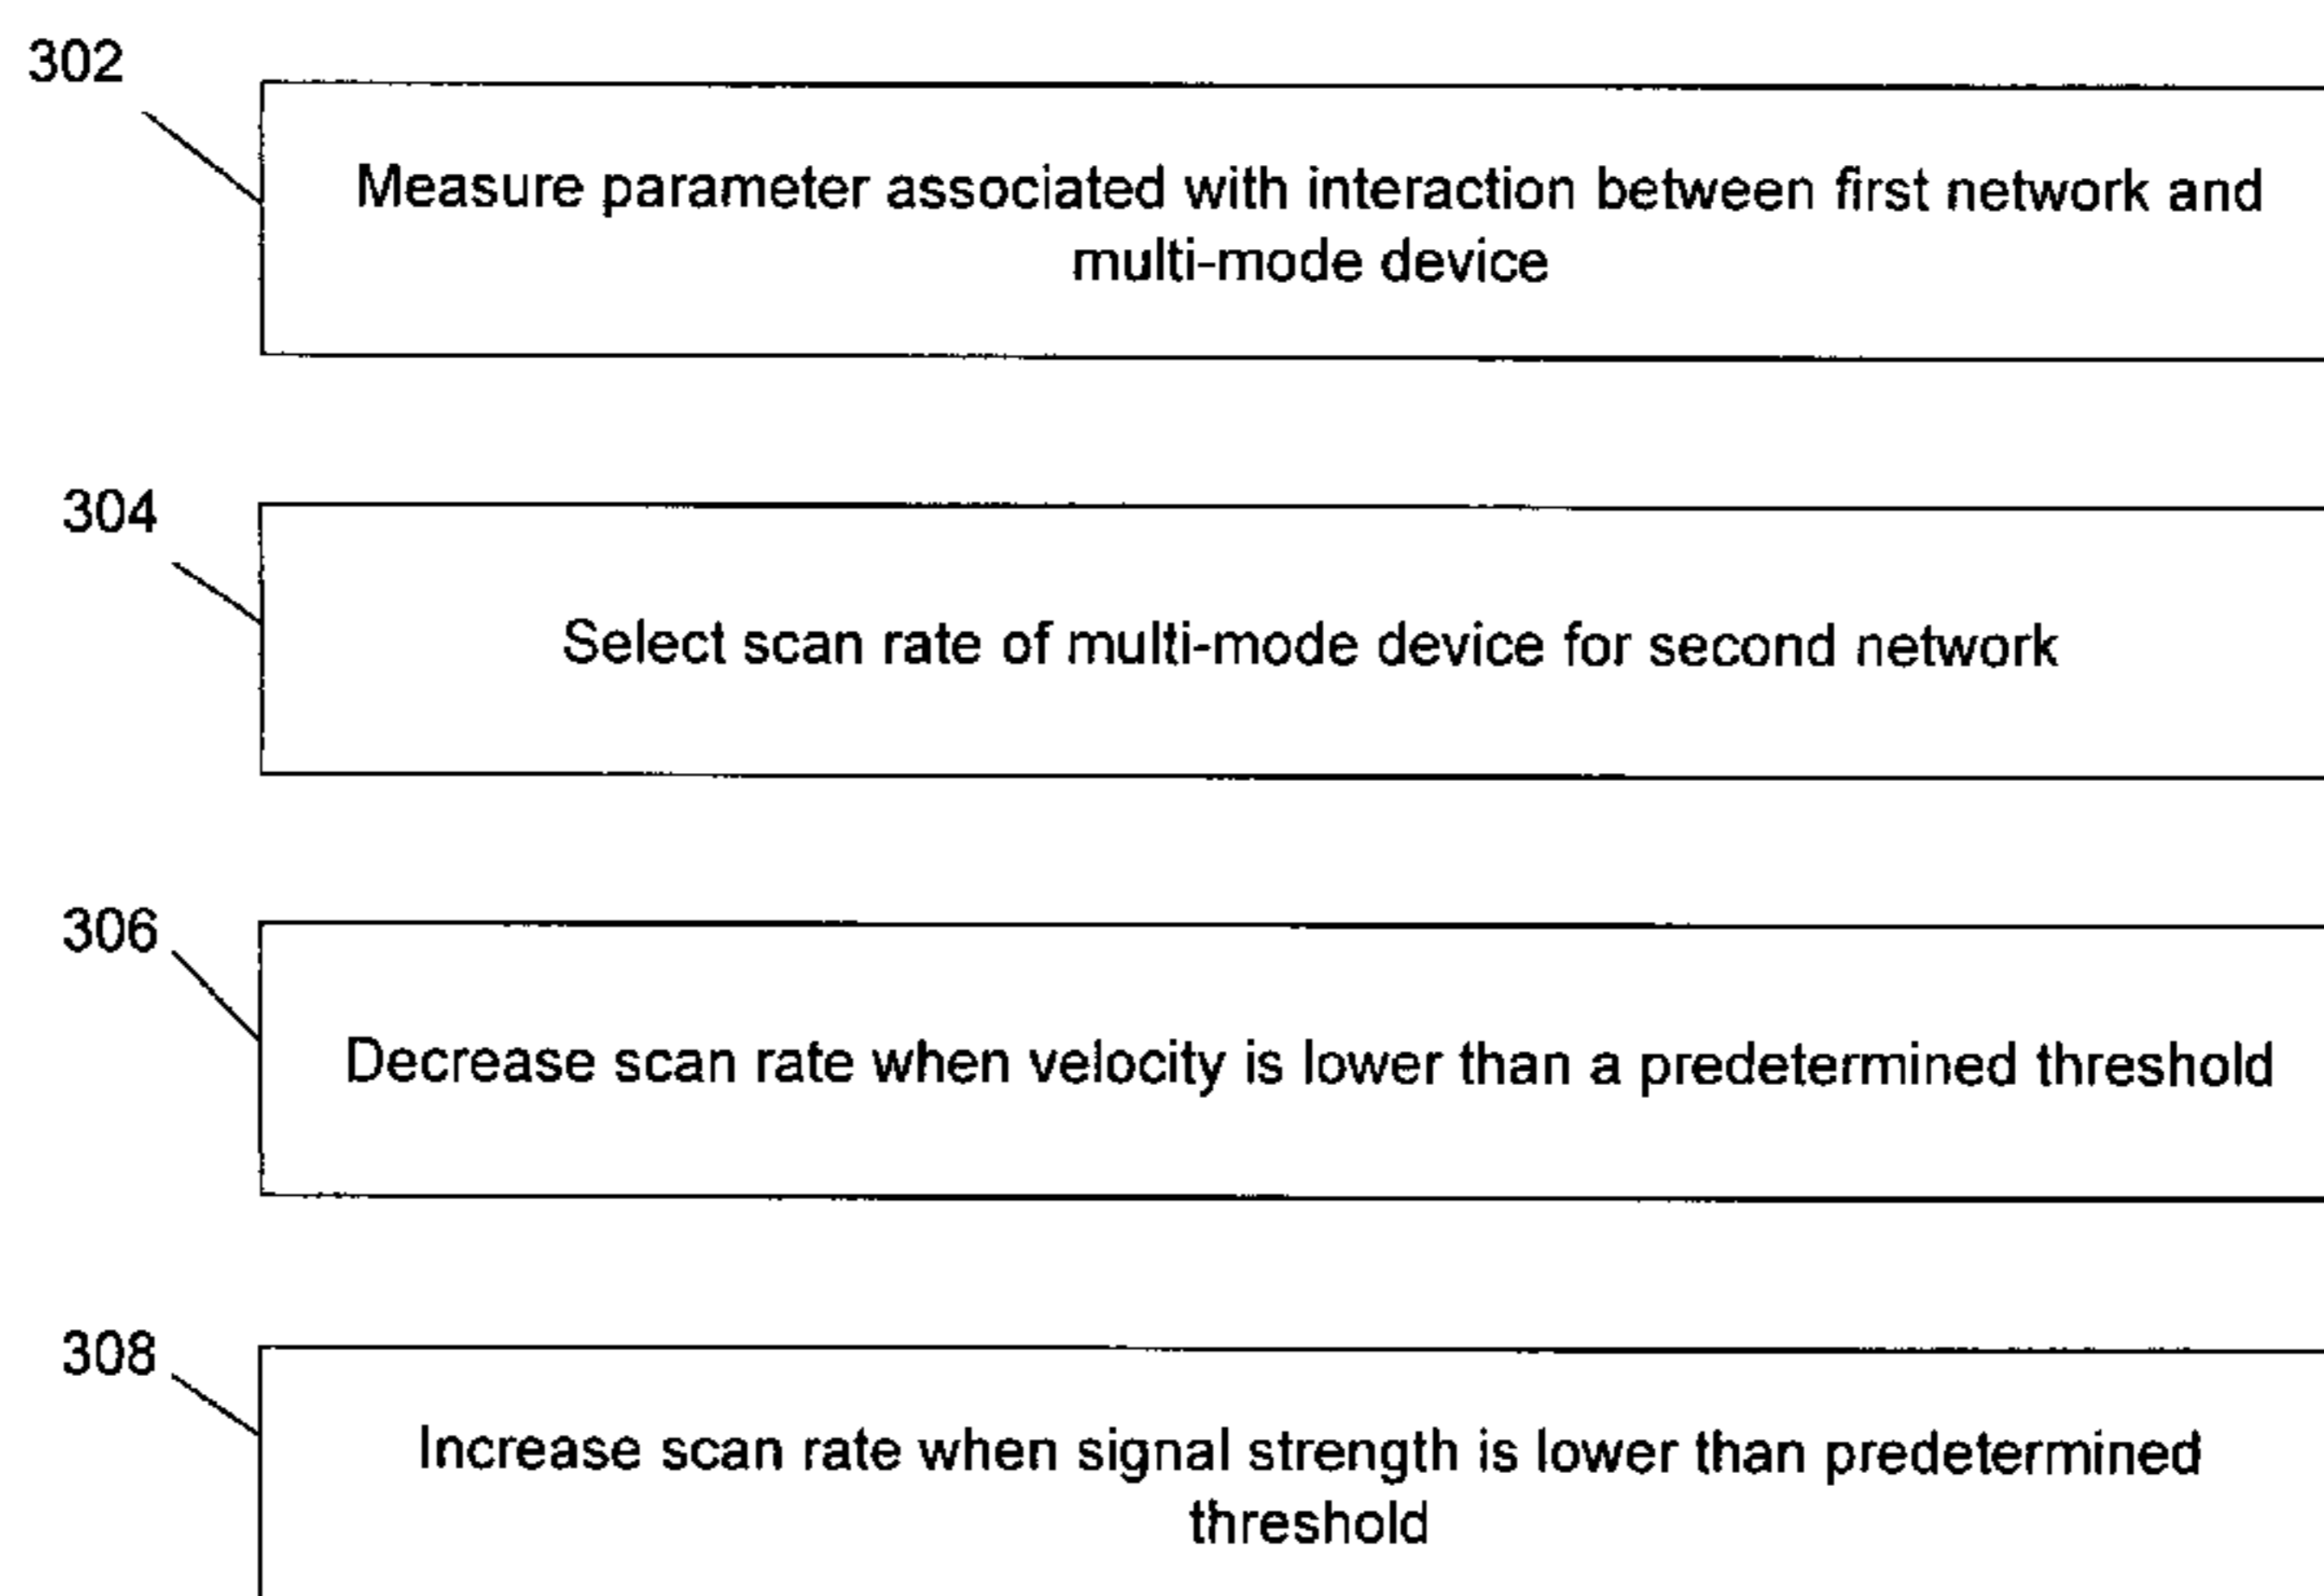 302
Measure parameter associated with interaction between first network and
multi-mode device
304
Select scan rate of multi-mode device for second network
306
Decrease scan rate when velocity is lower than a predetermined threshold
308
Increase scan rate when signal strength is lower than predetermined
threshold